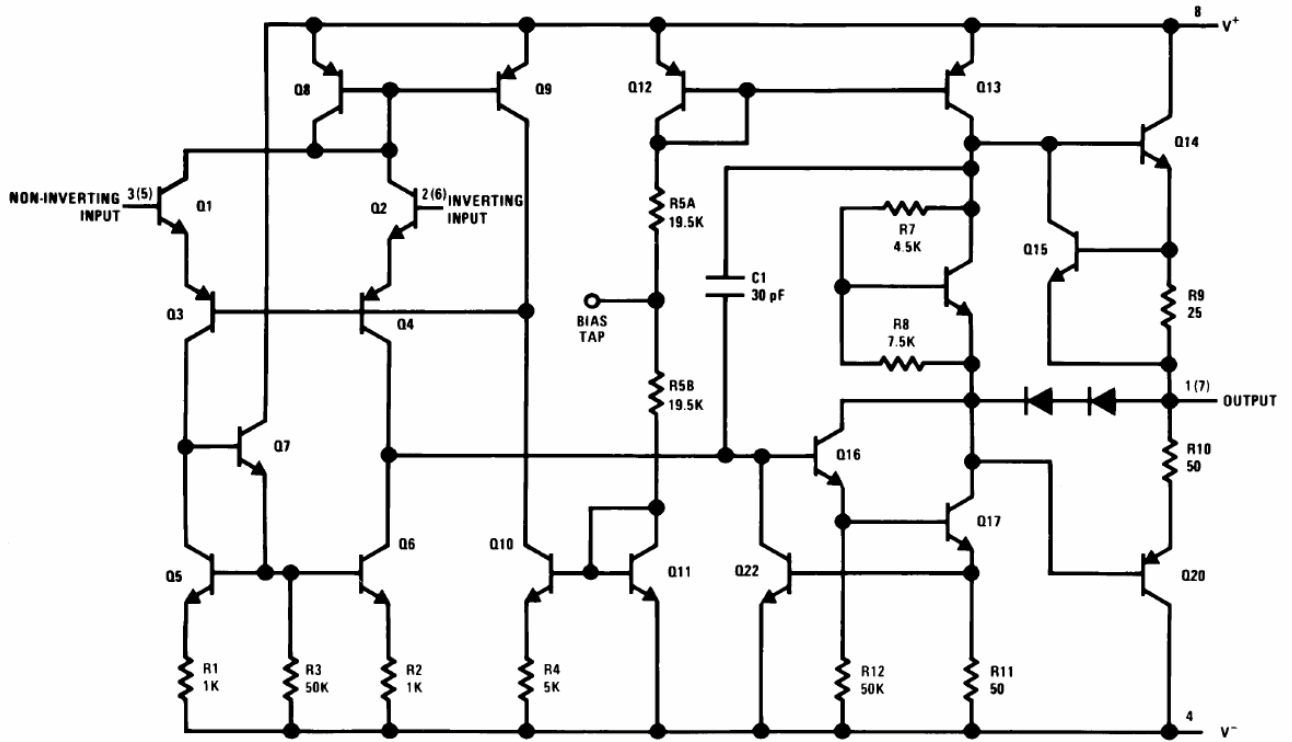 8
V+
Q8
Q9
Q12
Q13
Q14
NON-INVERTING
INPUT
3(5)
Q1
Q2
2(6)
INVERTING
INPUT
R5A
19.5K
R7
4.5K
Q15
C1
30 pF
R9
25
Q3
Q4
BIAS
TAP
R8
7.5K
R5B
19.5K
1(7)
OUTPUT
Q7
Q16
R10
50
Q5
Q6
Q10
Q11
Q22
Q17
Q20
R1
1K
R3
50K
R2
1K
R4
5K
R12
50K
R11
50
4
V−